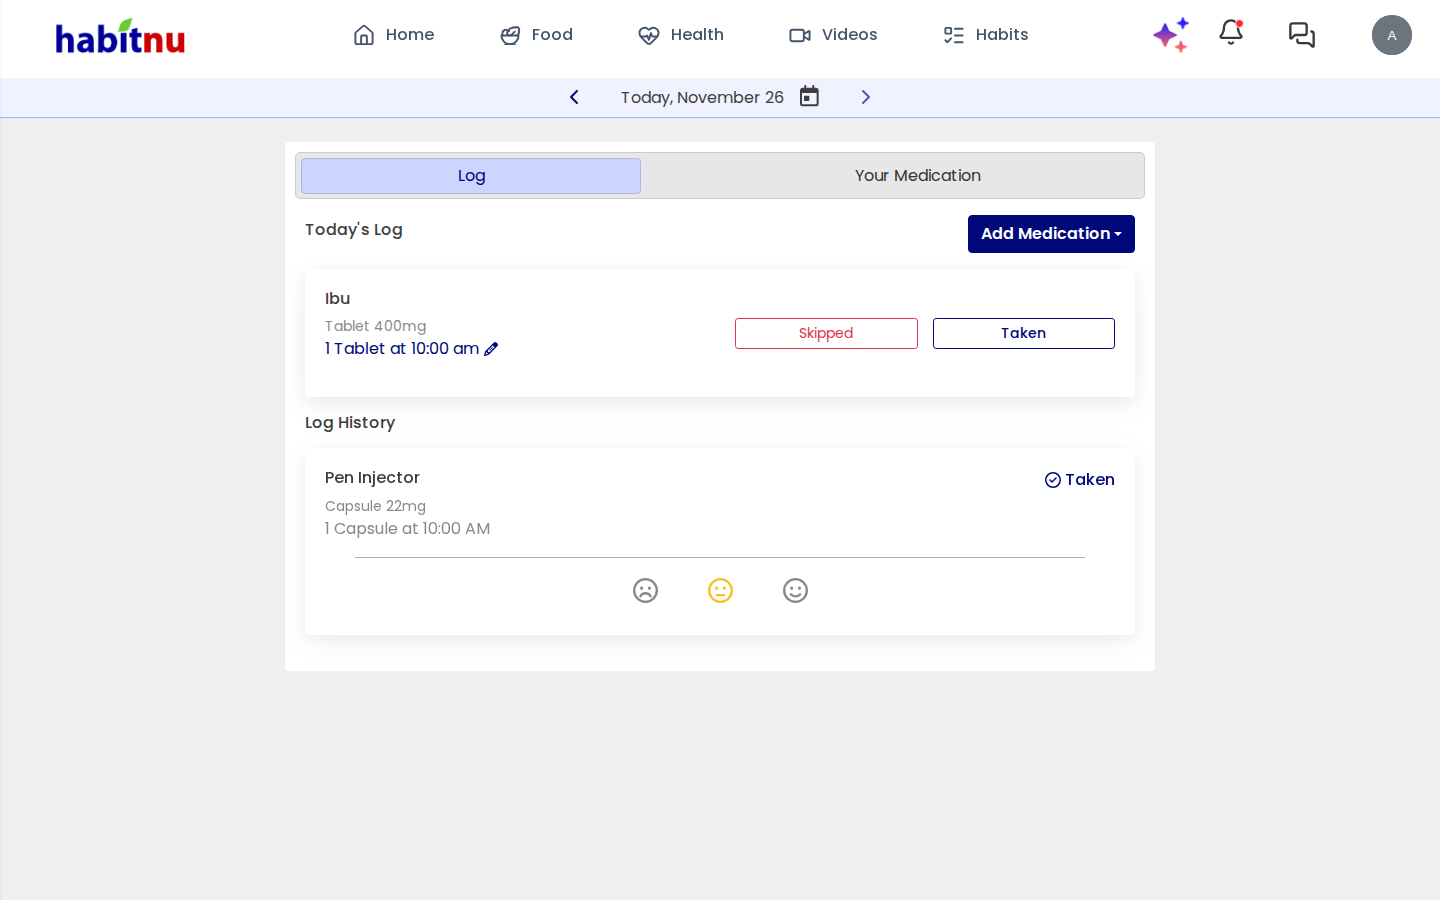 habitnu
Home
Food
Health
Videos
Habits
A
Today, November 26
Log
Your Medication
Today's Log
Add Medication
Ibu
Tablet 400mg
1 Tablet at 10:00 am
Skipped
Taken
Log History
Pen Injector
Taken
Capsule 22mg
1 Capsule at 10:00 AM